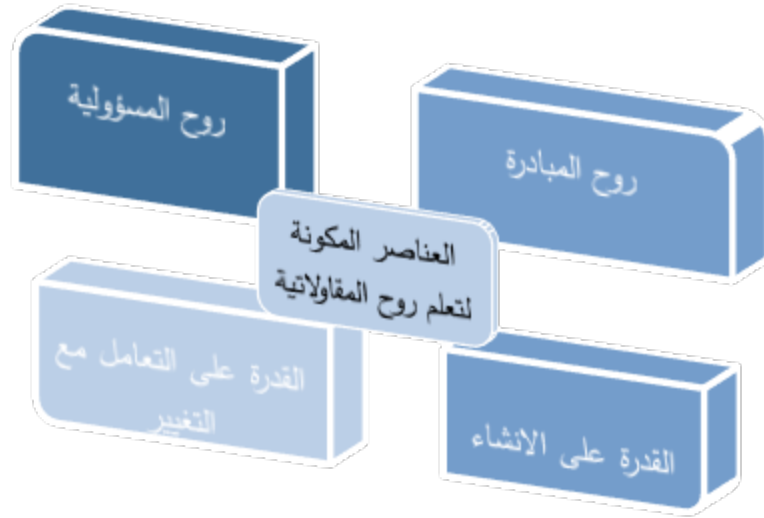 روح المبادرة
روح المسؤولية
العناصر المكونة
لتعلم روح المقاولاتية
القدرة على الانشاء
القدرة على التعامل مع
التغيير